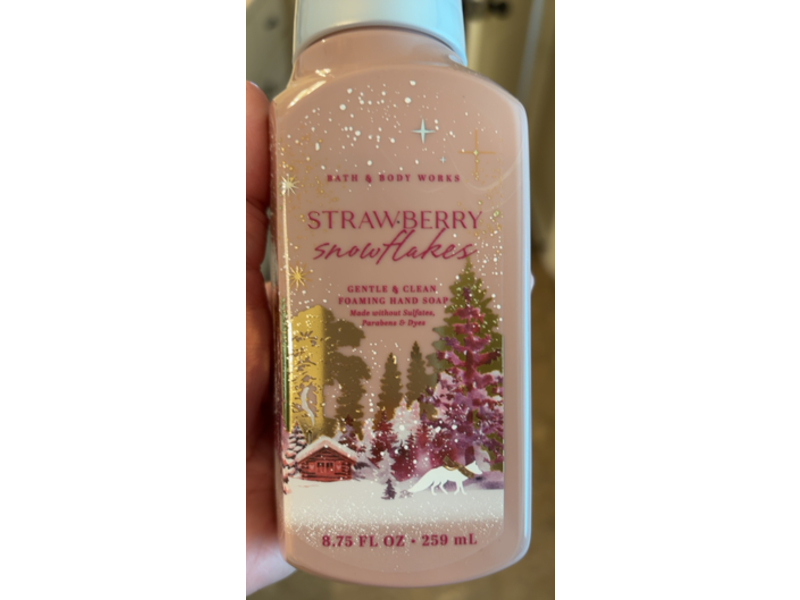 BATH & BODY WORKS
STRAWBERRY
snowflakes
GENTLE & CLEAN
FOAMING HAND SOAP
Made without Sulfates,
Parabens & Dyes
8.75 FL OZ • 259 mL